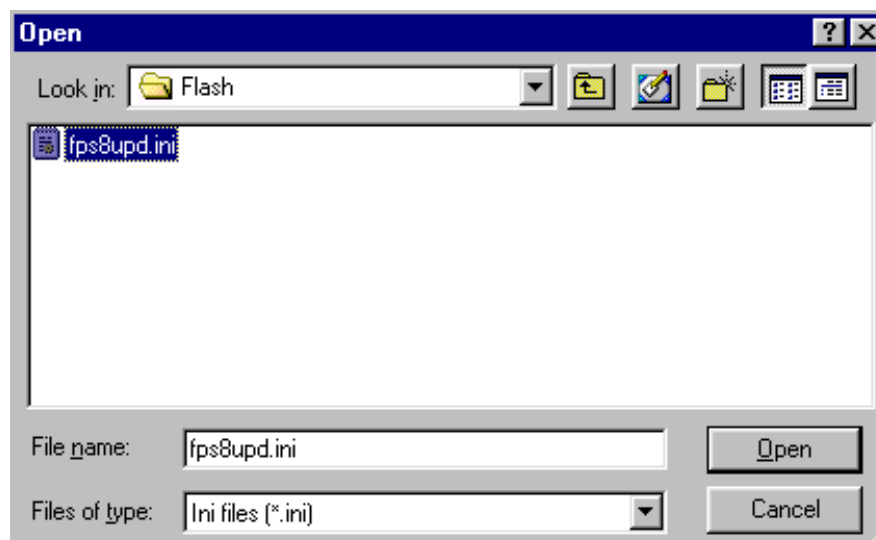 Open
Look in: Flash
fps8upd.ini
File name: fps8upd.ini Open
Files of type: Ini files (*.ini) Cancel